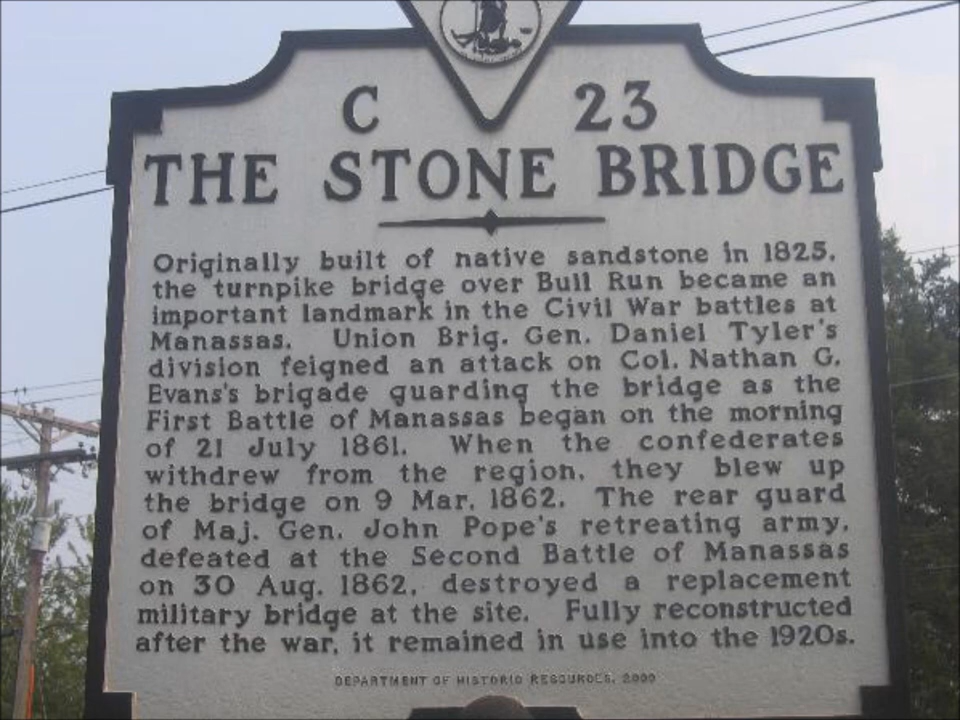 C 23
THE STONE BRIDGE
Originally built of native sandstone in 1825,
the turnpike bridge over Bull Run became an
important landmark in the Civil War battles at
Manassas. Union Brig. Gen. Daniel Tyler's
division feigned an attack on Col. Nathan G.
Evans's brigade guarding the bridge as the
First Battle of Manassas began on the morning
of 21 July 1861. When the confederates
withdrew from the region, they blew up
the bridge on 9 Mar. 1862. The rear guard
of Maj. Gen. John Pope's retreating army,
defeated at the Second Battle of Manassas
on 30 Aug. 1862, destroyed a replacement
military bridge at the site. Fully reconstructed
after the war, it remained in use into the 1920s.
DEPARTMENT OF HISTORIC RESOURCES, 2000